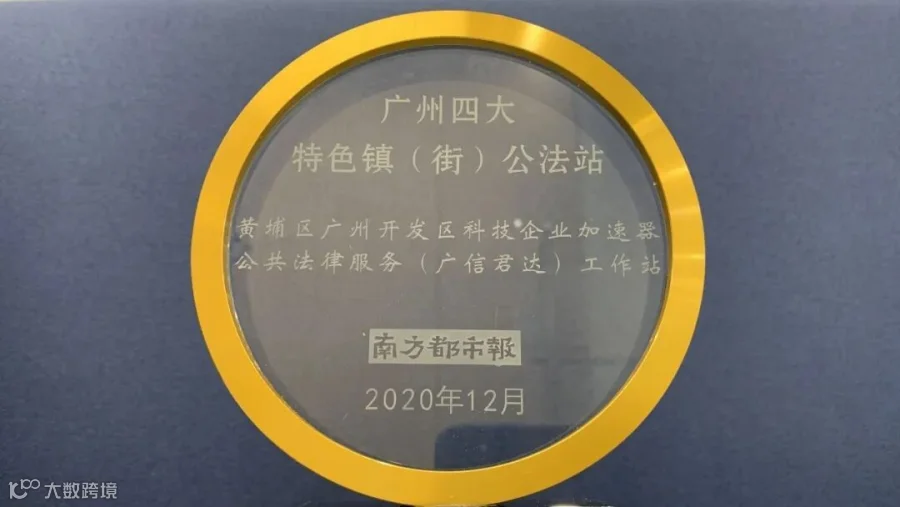 广州四大
特色镇（街）公法站
黄埔区广州开发区科技企业加速器
公共法律服务（广信君达）工作站
南方都市報
2020年12月
大数跨境